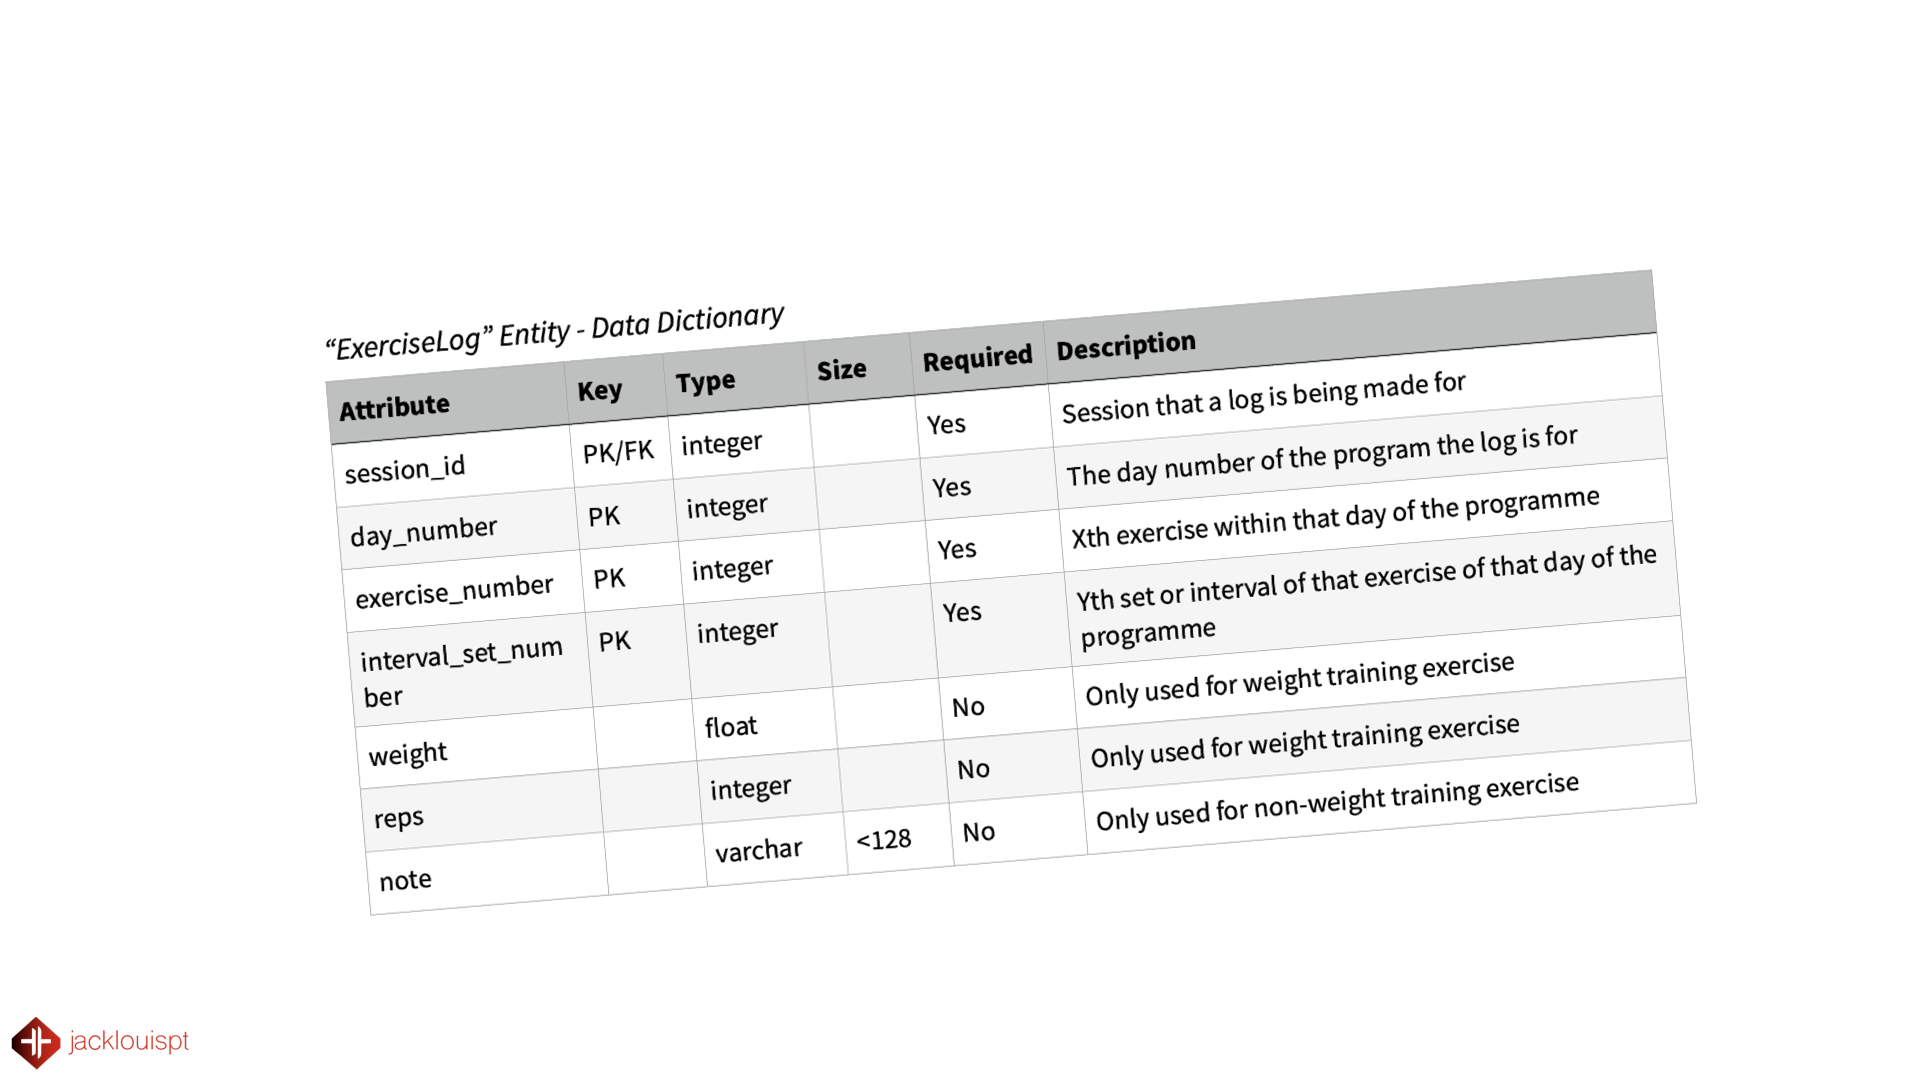 “ExerciseLog” Entity - Data Dictionary
Attribute Key Type Size Required Description
session_id PK/FK integer Yes Session that a log is being made for
day_number PK integer Yes The day number of the program the log is for
exercise_number PK integer Yes Xth exercise within that day of the programme
interval_set_num PK integer Yes Yth set or interval of that exercise of that day of the
ber programme
weight float No Only used for weight training exercise
reps integer No Only used for weight training exercise
note varchar <128 No Only used for non-weight training exercise
jacklouispt